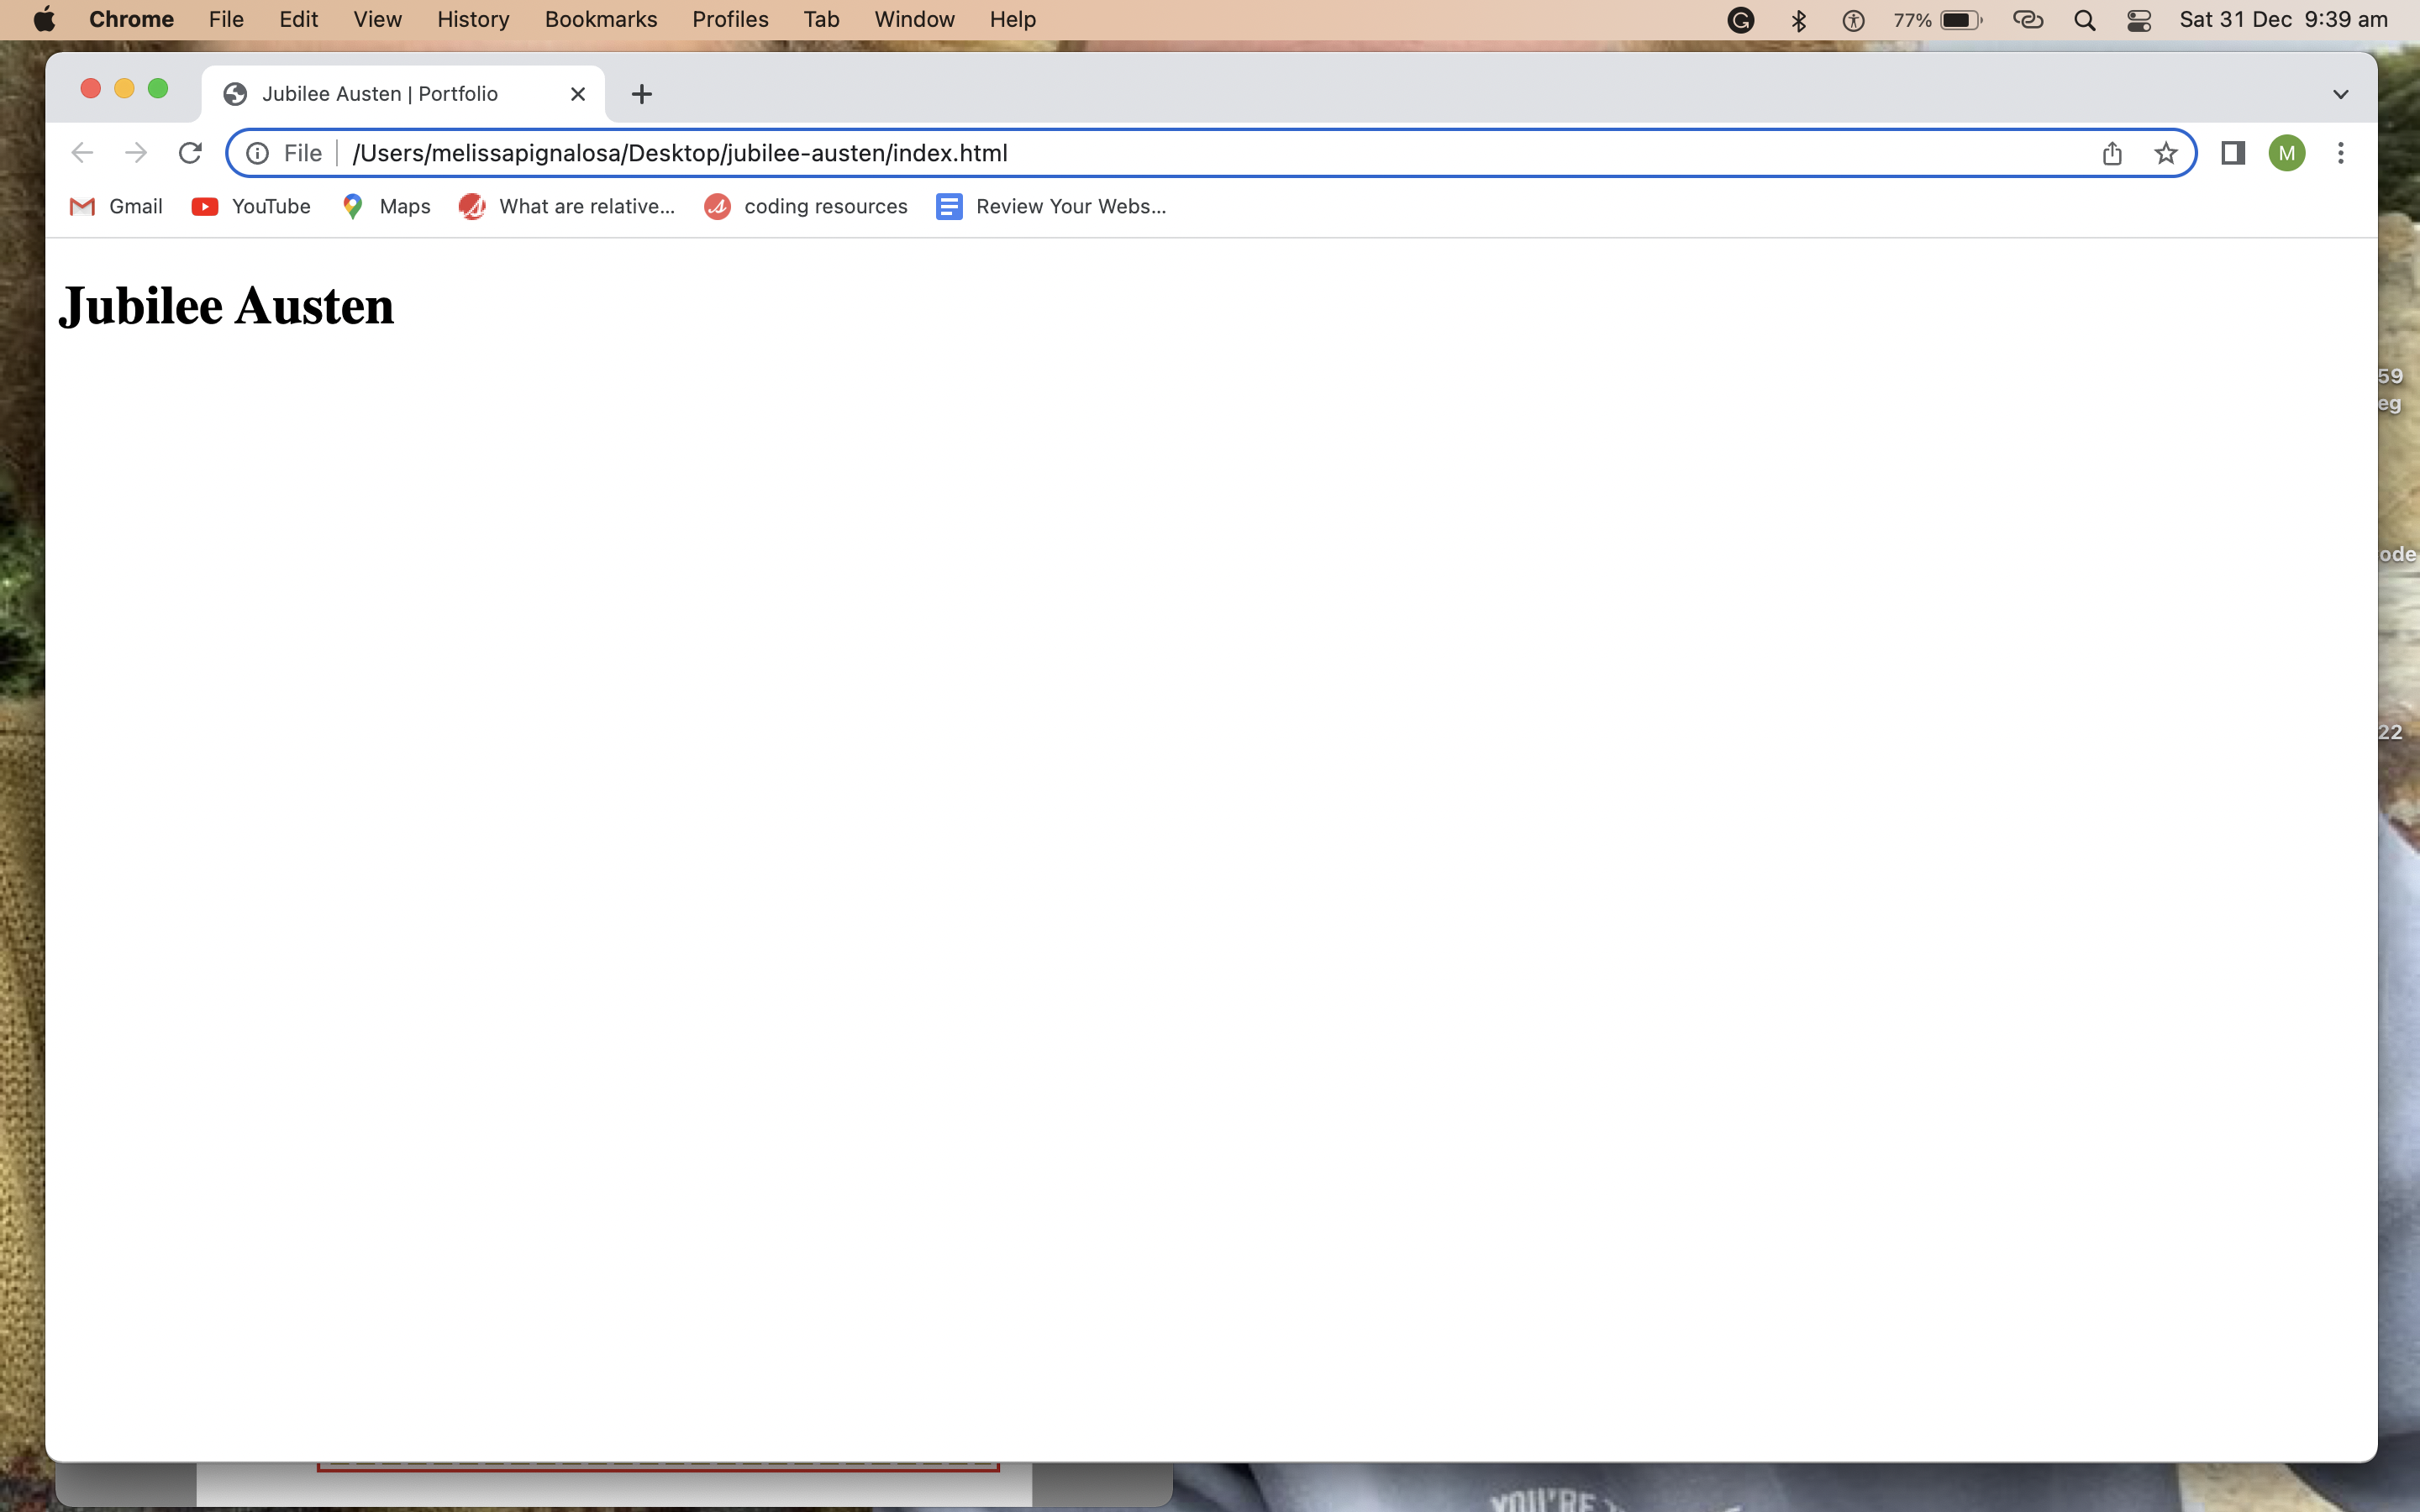 Chrome File Edit View History Bookmarks Profiles Tab Window Help 77% Sat 31 Dec 9:39 am
Jubilee Austen | Portfolio
File /Users/melissapignalosa/Desktop/jubilee-austen/index.html M
Gmail YouTube Maps What are relative... coding resources Review Your Webs...
Jubilee Austen
59
eg
ode
22
YOU'RE